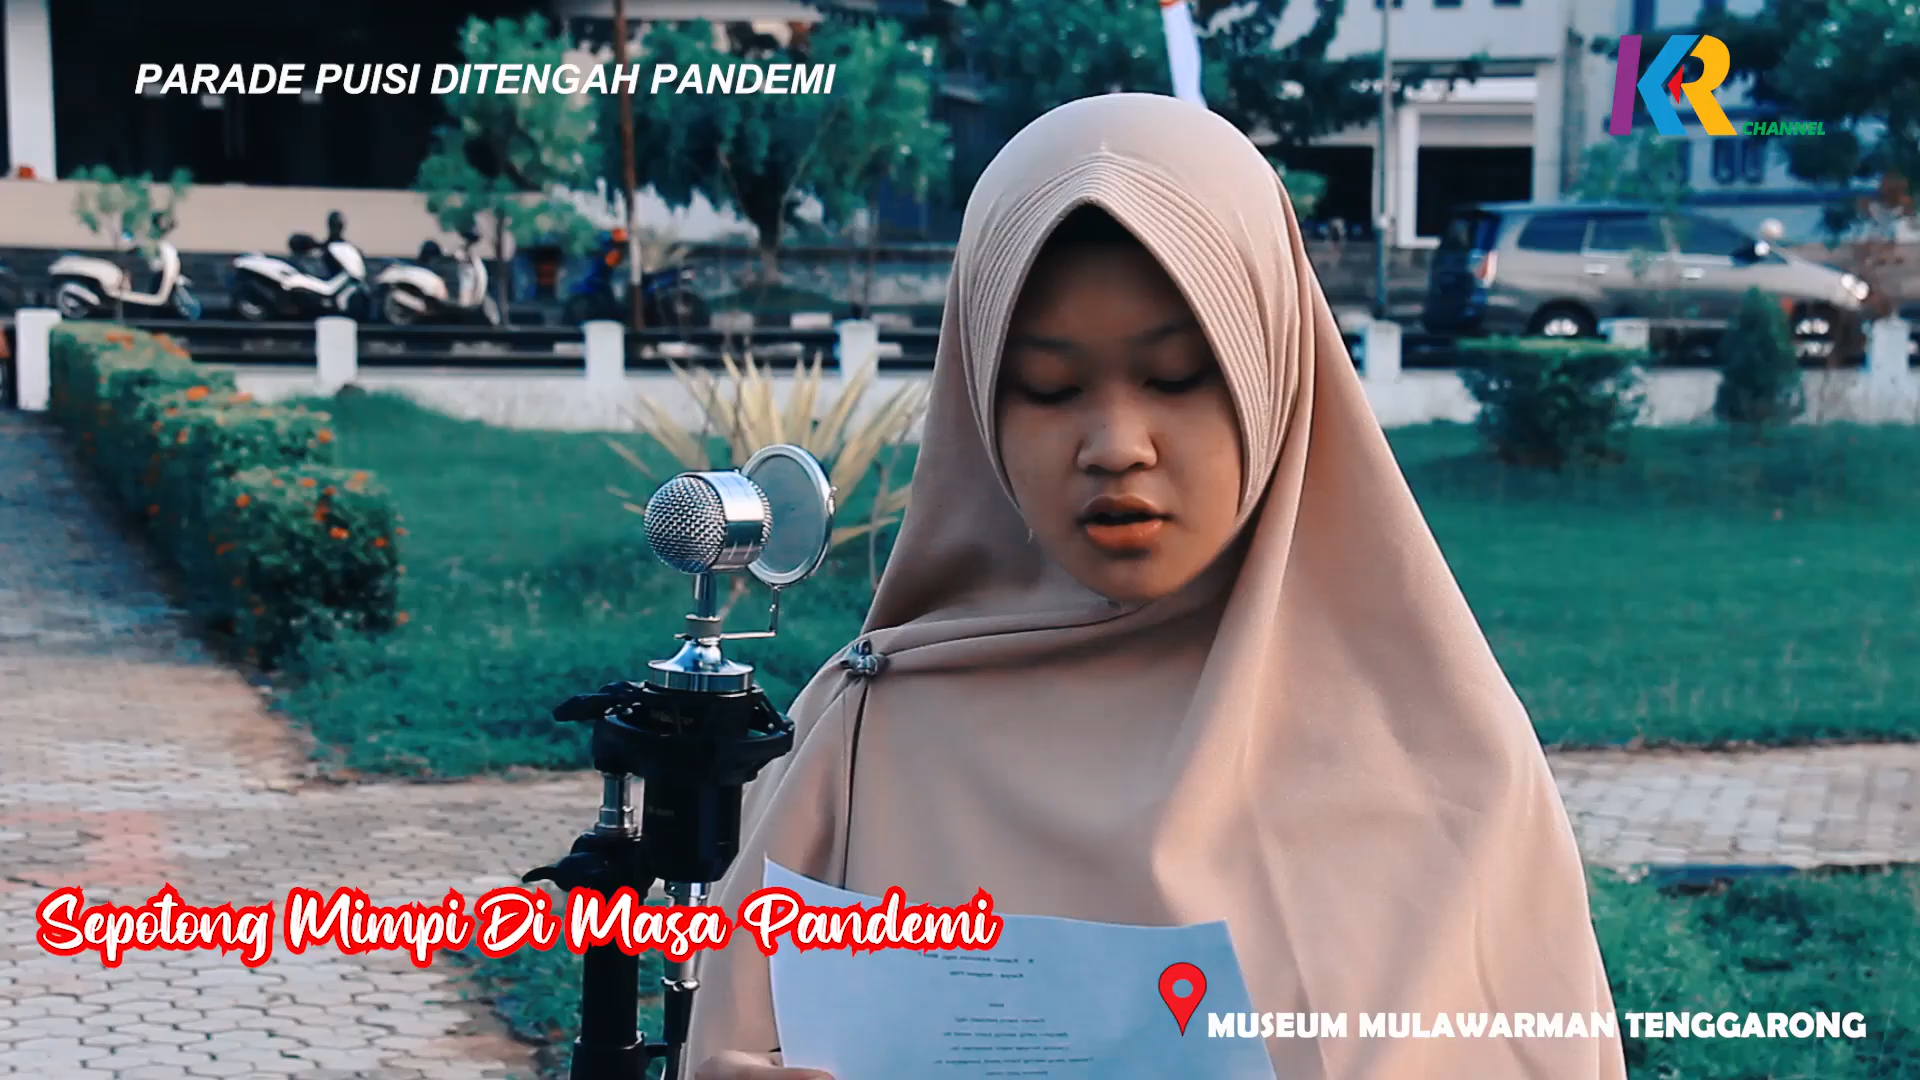 PARADE PUISI DITENGAH PANDEMI
KR
CHANNEL
Sepotong Mimpi Di Masa Pandemi
MUSEUM MULAWARMAN TENGGARONG